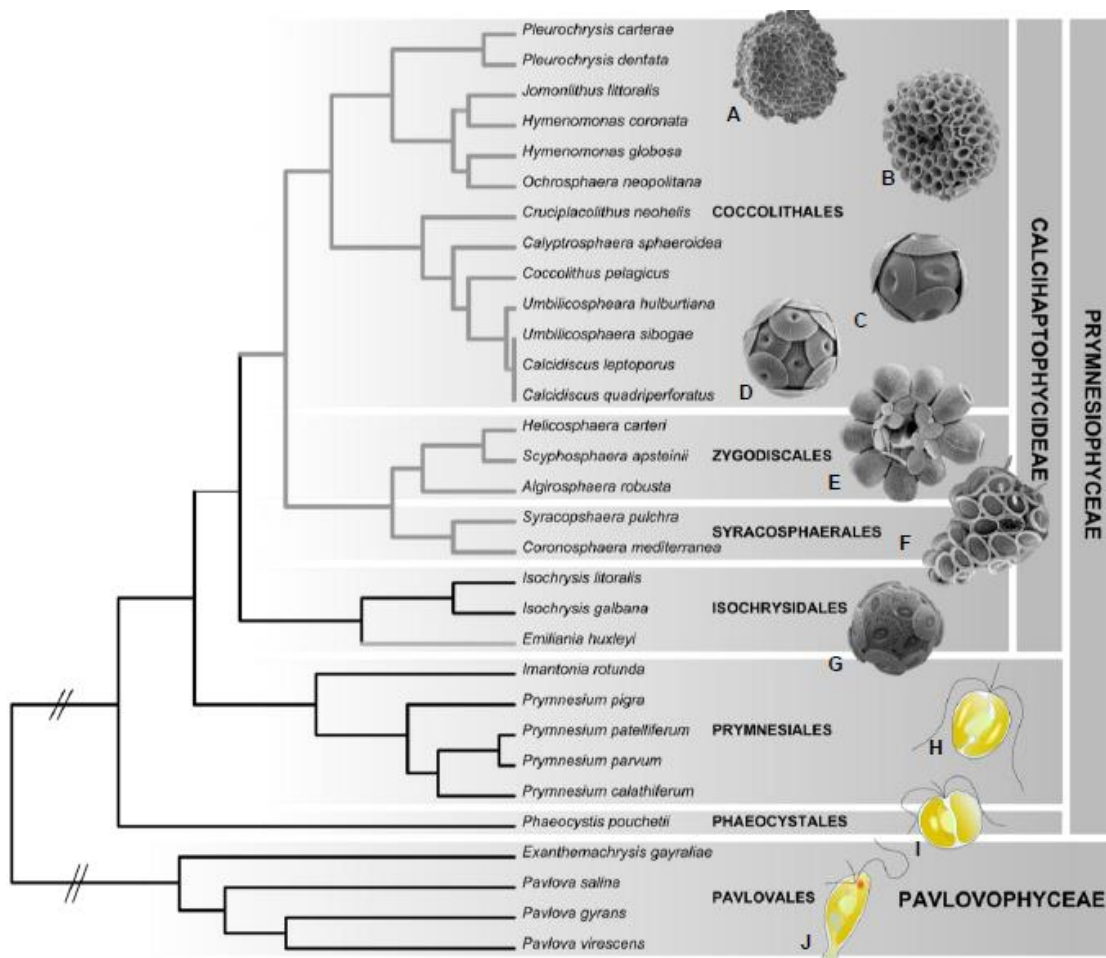 Pleurochrysis carterae
Pleurochrysis dentata
Jomonlithus littoralis
Hymenomonas coronata
Hymenomonas globosa
Ochrosphaera neopolitana
Cruciplacolithus neohelis
COCCOLITHALES
Calyptrosphaera sphaeroidea
Coccolithus pelagicus
Umbilicospheara hulburtiana
Umbilicosphaera sibogae
Calcidiscus leptoporus
Calcidiscus quadriperforatus
Helicosphaera carteri
Scyphosphaera apsteinii
ZYGODISCALES
Algirosphaera robusta
Syracopshaera pulchra
SYRACOSPHAERALES
Coronosphaera mediterranea
Isochrysis litoralis
Isochrysis galbana
ISOCHRYSIDALES
Emiliania huxleyi
Imantonia rotunda
Prymnesium pigra
Prymnesium patelliferum
PRYMNESIALES
Prymnesium parvum
Prymnesium calathiferum
Phaeocystis pouchetii
PHAEOCYSTALES
Exanthemachrysis gayraliae
Pavlova salina
PAVLOVALES
PAVLOVOPHYCEAE
Pavlova gyrans
Pavlova virescens
A
B
C
D
E
F
G
H
I
J
CALCIHAPTOPHYCIDEAE
PRYMNESIOPHYCEAE